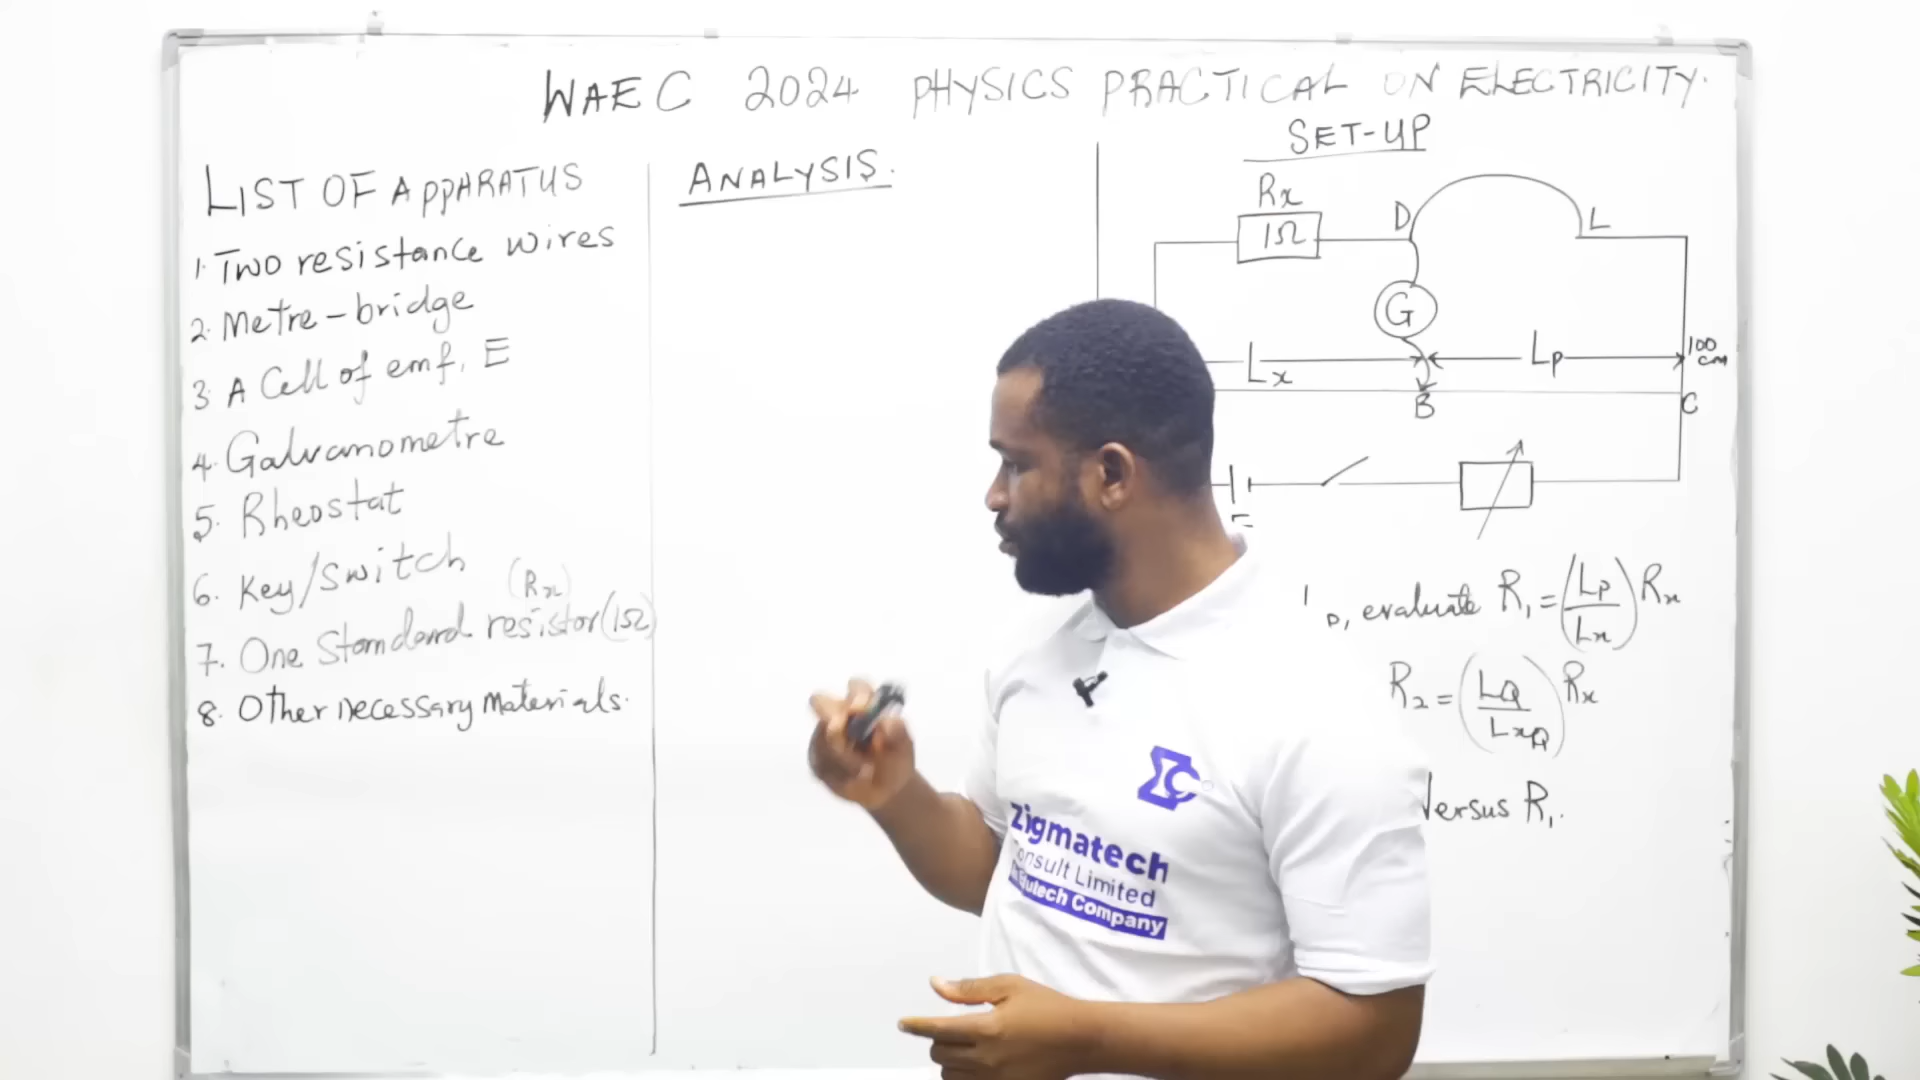 WAEC 2024 PHYSICS PRACTICAL ON ELECTRICITY.
LIST OF APPARATUS
1. Two resistance wires
2. Metre-bridge
3. A Cell of emf, E
4. Galvanometre
5. Rheostat
6. Key/switch
(Rx)
7. One Standard resistor (1Ω)
8. Other necessary materials.
ANALYSIS.
SET-UP
Rx
1Ω
D
L
G
Lx
Lp
100 cm
B
C
evaluate R1 = (Lp/Lx) Rx
R2 = (LQ/LxQ) Rx
Versus R1.
ZC
Zigmatech
Consult Limited
Edutech Company